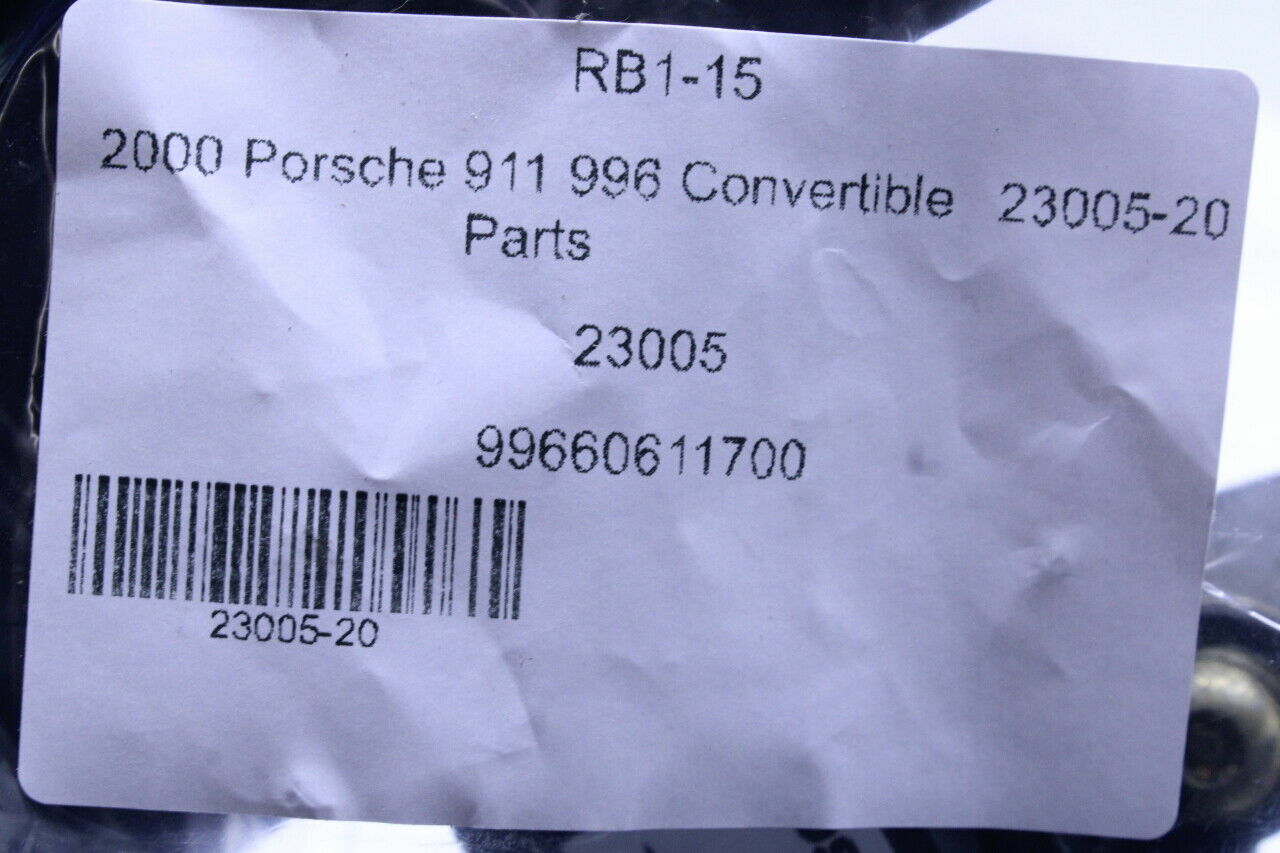 RB1-15
2000 Porsche 911 996 Convertible 23005-20
Parts
23005
99660611700
23005-20